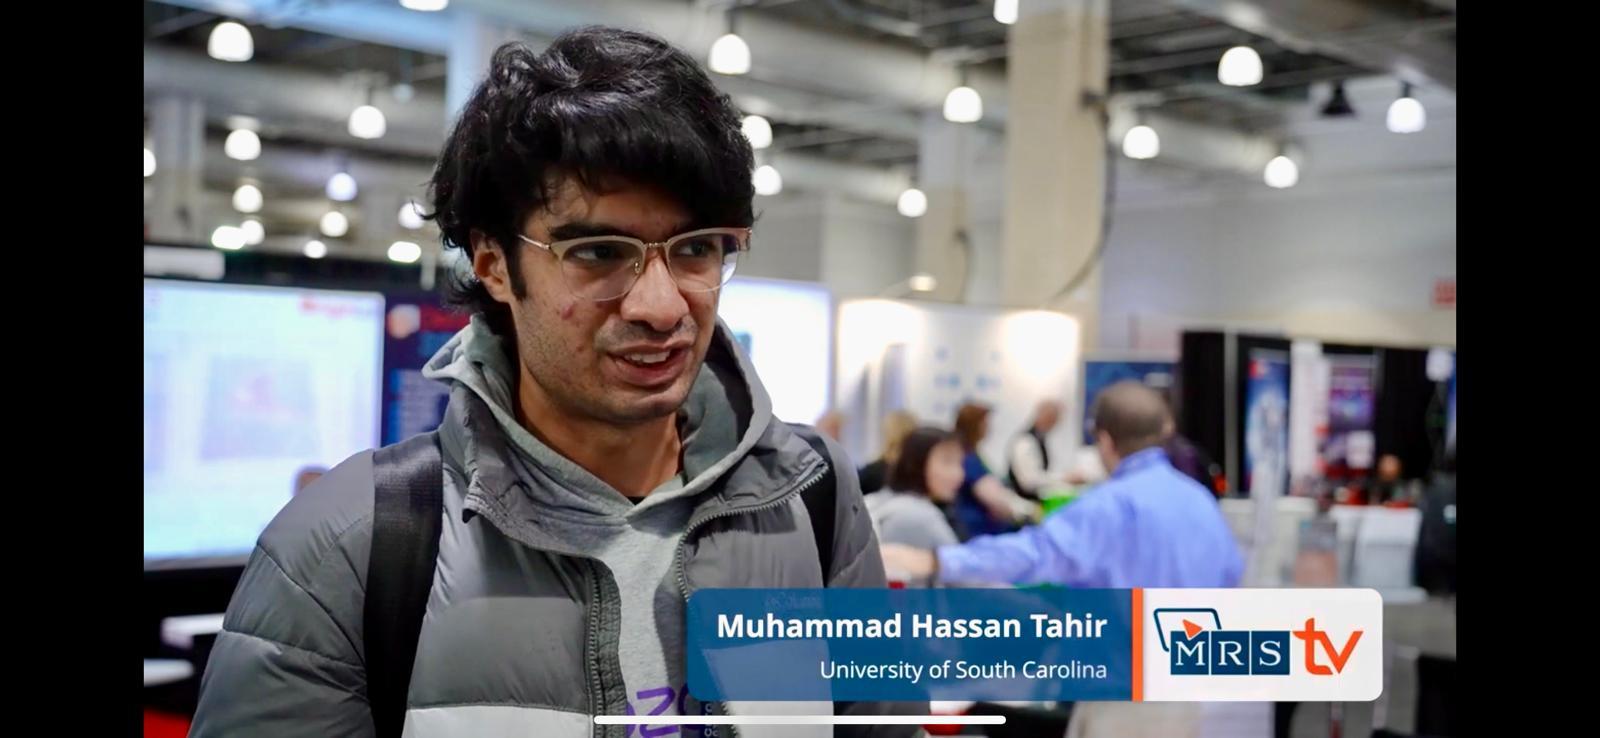 Muhammad Hassan Tahir
University of South Carolina
MRS tv